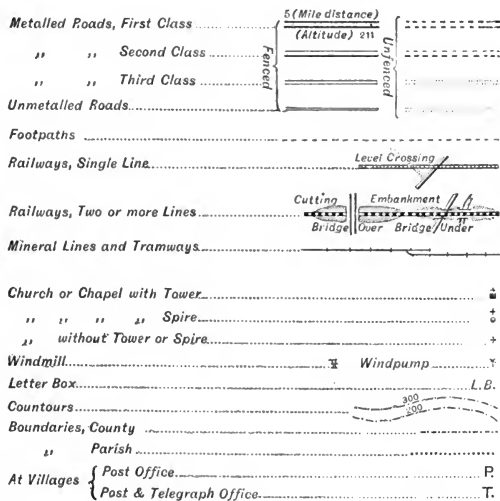 Metalled Roads, First Class 5 (Mile distance)
(Altitude) 211
„ „ Second Class
Fenced
Unfenced
„ „ Third Class
Unmetalled Roads
Footpaths
Railways, Single Line Level Crossing
Cutting Embankment
Railways, Two or more Lines
Bridge Over Bridge Under
Mineral Lines and Tramways
Church or Chapel with Tower
„ „ „ „ Spire
„ without Tower or Spire
Windmill Windpump
Letter Box L.B.
Countours 300
200
Boundaries, County
„ Parish
At Villages Post Office P.
Post & Telegraph Office T.